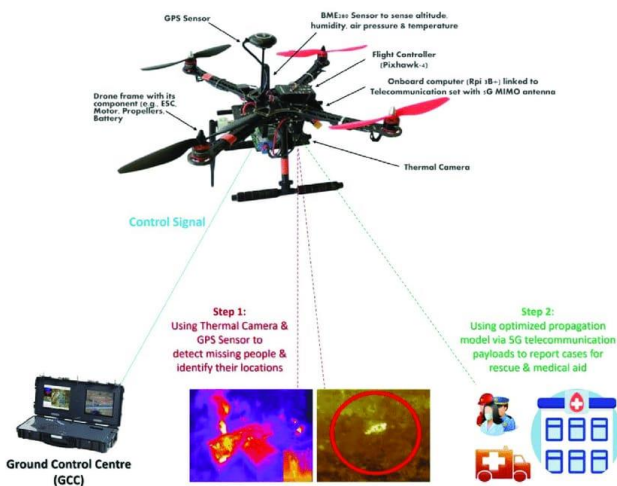 GPS Sensor
BME280 Sensor to sense altitude,
humidity, air pressure & temperature
Flight Controller
(Pixhawk-4)
Onboard computer (Rpi 3B+) linked to
Telecommunication set with 5G MIMO antenna
Drone frame with its
component (e.g., ESC,
Motor, Propellers,
Battery
Thermal Camera
Control Signal
Step 1:
Using Thermal Camera &
GPS Sensor to
detect missing people &
identify their locations
Step 2:
Using optimized propagation
model via 5G telecommunication
payloads to report cases for
rescue & medical aid
Ground Control Centre
(GCC)